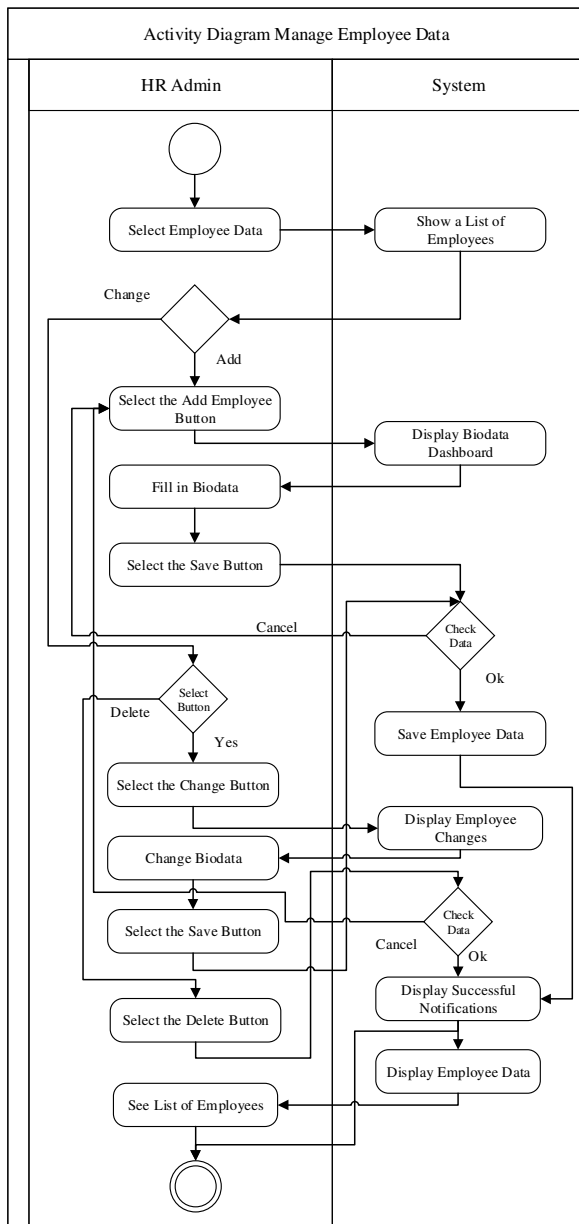 Activity Diagram Manage Employee Data
HR Admin
System
Select Employee Data
Show a List of
Employees
Change
Add
Select the Add Employee
Button
Display Biodata
Dashboard
Fill in Biodata
Select the Save Button
Cancel
Check
Data
Ok
Select
Button
Delete
Yes
Save Employee Data
Select the Change Button
Display Employee
Changes
Change Biodata
Select the Save Button
Check
Data
Cancel
Ok
Select the Delete Button
Display Successful
Notifications
Display Employee Data
See List of Employees